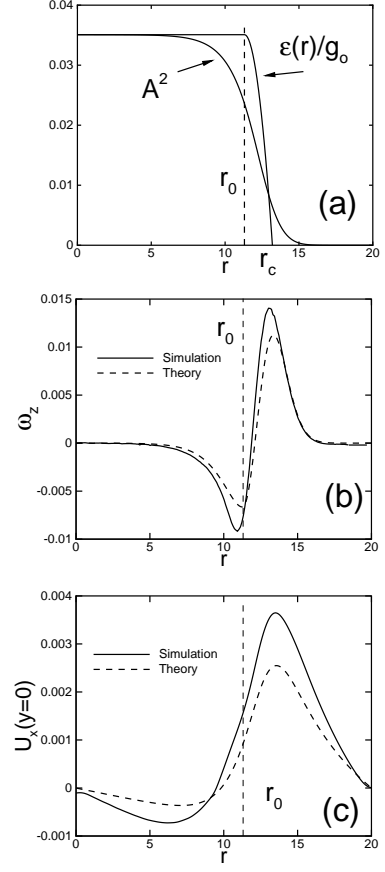 0.04
0.03
0.02
0.01
0
A²
ε(r)/g₀
r₀
(a)
0 5 10 15 20
r
r_c
0.015
0.01
0.005
0
-0.005
-0.01
ω_z
r₀
Simulation
Theory
(b)
0 5 10 15 20
r
0.004
0.003
0.002
0.001
0
-0.001
U_x(y=0)
Simulation
Theory
r₀
(c)
0 5 10 15 20
r